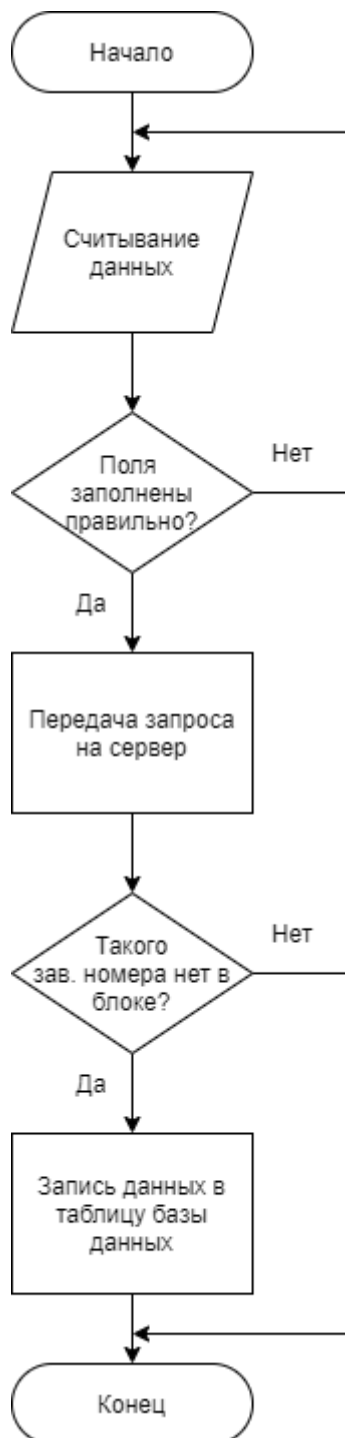 Начало
Считывание
данных
Поля
заполнены
правильно?
Нет
Да
Передача запроса
на сервер
Такого
зав. номера нет в
блоке?
Нет
Да
Запись данных в
таблицу базы
данных
Конец